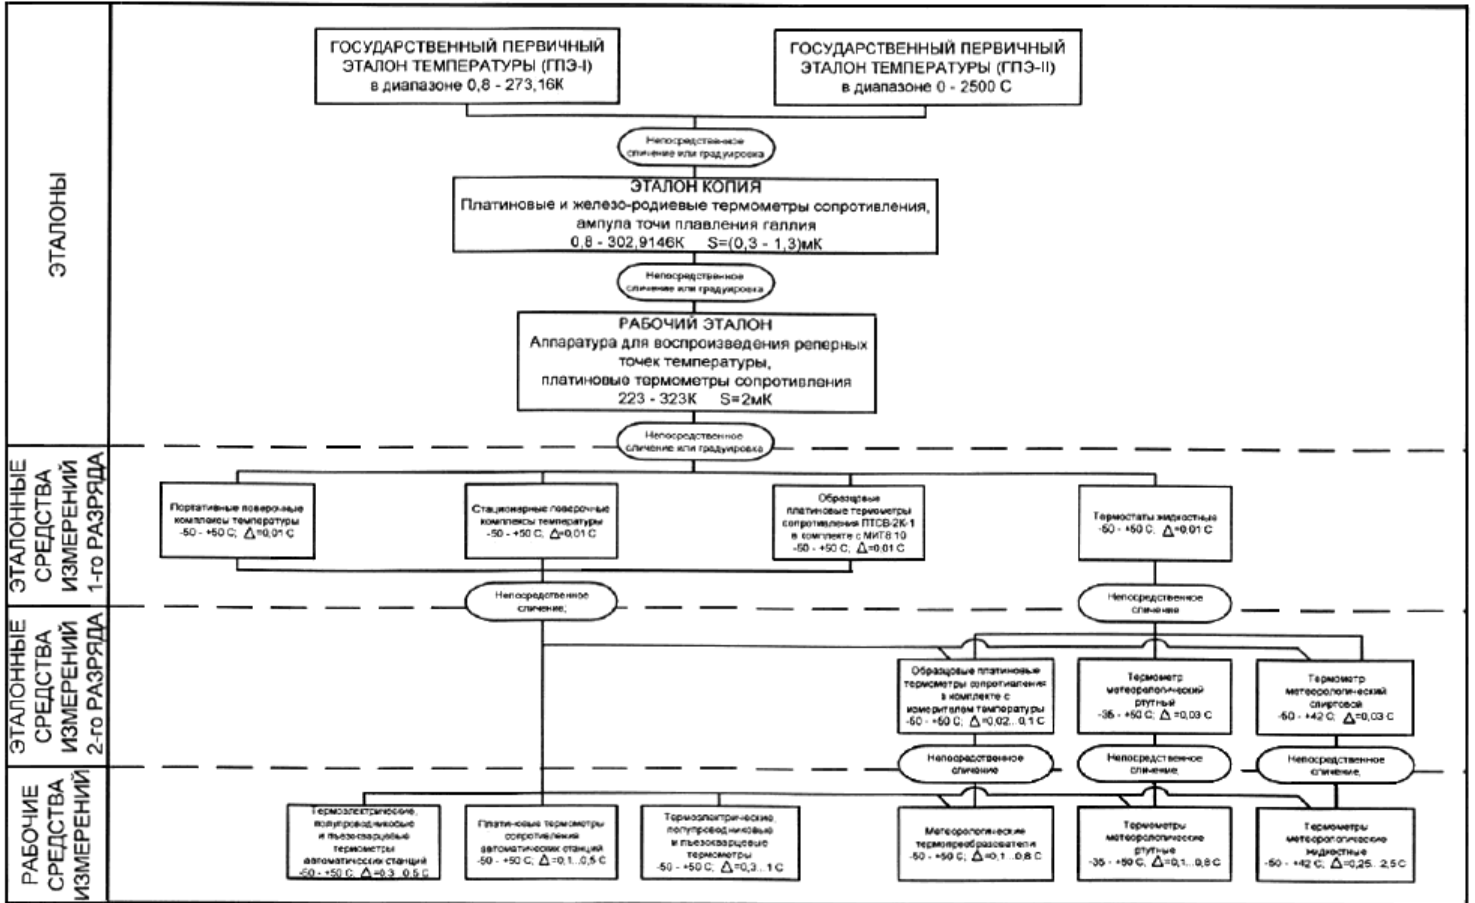 ЭТАЛОНЫ
ГОСУДАРСТВЕННЫЙ ПЕРВИЧНЫЙ
ЭТАЛОН ТЕМПЕРАТУРЫ (ГПЭ-I)
в диапазоне 0,8 - 273,16К
ГОСУДАРСТВЕННЫЙ ПЕРВИЧНЫЙ
ЭТАЛОН ТЕМПЕРАТУРЫ (ГПЭ-II)
в диапазоне 0 - 2500 С
Непосредственное
сличение или градуировка
ЭТАЛОН КОПИЯ
Платиновые и железо-родиевые термометры сопротивления,
ампула точи плавления галлия
0,8 - 302,9146К S=(0,3 - 1,3)мК
Непосредственное
сличение или градуировка
РАБОЧИЙ ЭТАЛОН
Аппаратура для воспроизведения реперных
точек температуры,
платиновые термометры сопротивления
223 - 323К S=2мК
Непосредственное
сличение или градуировка
ЭТАЛОННЫЕ
СРЕДСТВА
ИЗМЕРЕНИЙ
1-го РАЗРЯДА
Портативные поверочные
комплексы температуры
-50 - +50 С; Δ=0,01 С
Стационарные поверочные
комплексы температуры
-50 - +50 С; Δ=0,01 С
Образцовые
платиновые термометры
сопротивления ПТСВ-2К-1
в комплекте с МИТ8.10
-50 - +50 С; Δ=0,01 С
Термостаты жидкостные
-50 - +50 С; Δ=0,01 С
Непосредственное
сличение;
Непосредственное
сличение
ЭТАЛОННЫЕ
СРЕДСТВА
ИЗМЕРЕНИЙ
2-го РАЗРЯДА
Образцовые платиновые
термометры сопротивления
в комплекте с
измерителем температуры
-50 - +50 С; Δ=0,02...0,1 С
Термометр
метеорологический
ртутный
-35 - +50 С; Δ=0,03 С
Термометр
метеорологический
спиртовой
-50 - +42 С; Δ=0,03 С
Непосредственное
сличение
Непосредственное
сличение;
Непосредственное
сличение;
РАБОЧИЕ
СРЕДСТВА
ИЗМЕРЕНИЙ
Термоэлектрические,
полупроводниковые
и пьезокварцевые
термометры
автоматических станций
-50 - +50 С; Δ=0,3...0,5 С
Платиновые термометры
сопротивления
автоматических станций
-50 - +50 С; Δ=0,1...0,5 С
Термоэлектрические,
полупроводниковые
и пьезокварцевые
термометры
-50 - +50 С; Δ=0,3...1 С
Метеорологические
термопреобразователи
-50 - +50 С; Δ=0,1...0,8 С
Термометры
метеорологические
ртутные
-35 - +50 С; Δ=0,1...0,8 С
Термометры
метеорологические
жидкостные
-50 - +42 С; Δ=0,25...2,5 С